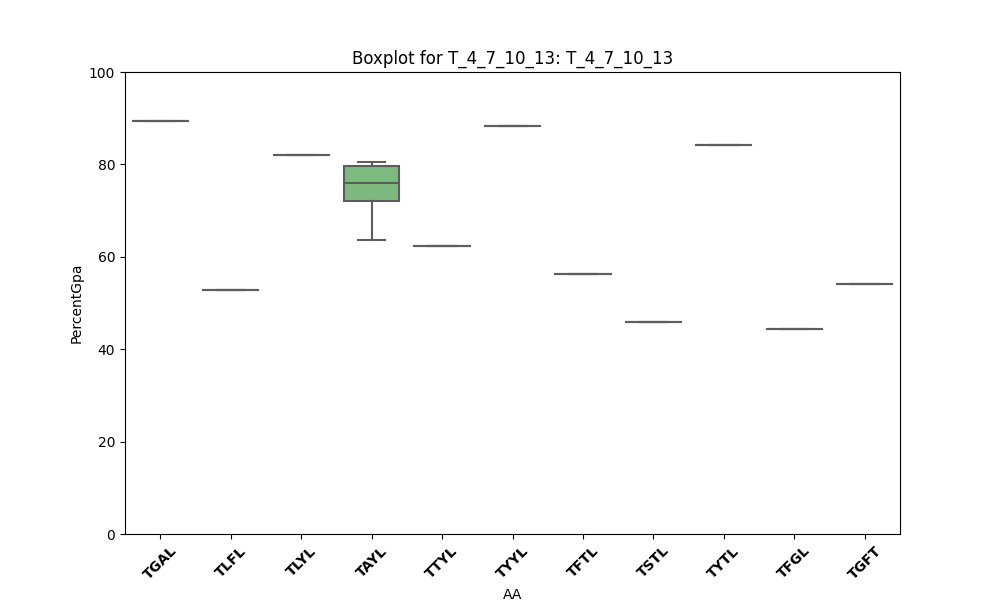 Boxplot for T_4_7_10_13: T_4_7_10_13
100
80
60
40
20
0
PercentGpa
TGAL
TLFL
TLYL
TAYL
TTYL
TYYL
TFTL
TSTL
TYTL
TFGL
TGFT
AA